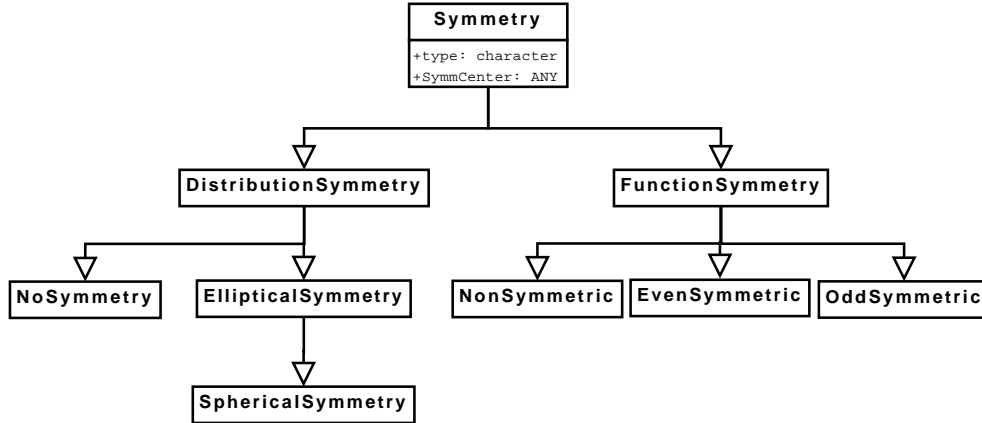 Symmetry
+type: character
+SymmCenter: ANY
DistributionSymmetry
FunctionSymmetry
NoSymmetry
EllipticalSymmetry
NonSymmetric
EvenSymmetric
OddSymmetric
SphericalSymmetry